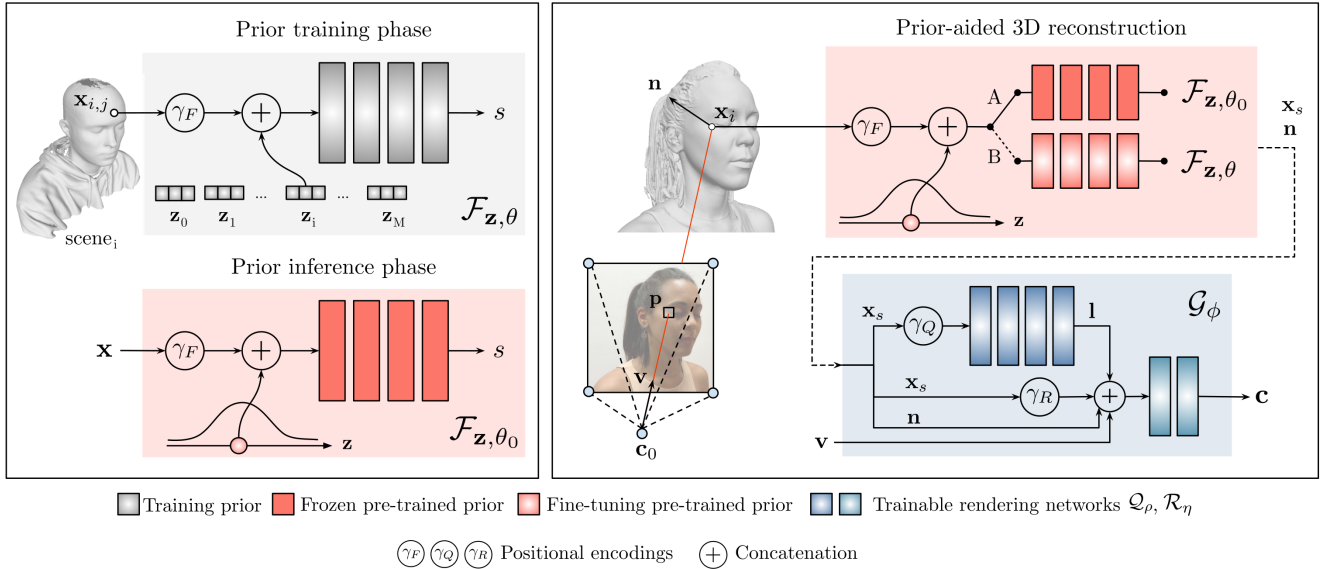 Prior training phase
x_{i,j}
γ_F
+
s
z_0 z_1 ... z_i ... z_M
F_{z,θ}
scene_i
Prior inference phase
x
γ_F
+
s
z
F_{z,θ_0}
Prior-aided 3D reconstruction
n
x_i
γ_F
+
A
F_{z,θ_0}
B
F_{z,θ}
z
x_s
n
p
v
c_0
x_s
γ_Q
l
G_ϕ
x_s
γ_R
+
c
n
v
Training prior Frozen pre-trained prior Fine-tuning pre-trained prior Trainable rendering networks Q_ρ, R_η
γ_F γ_Q γ_R Positional encodings + Concatenation